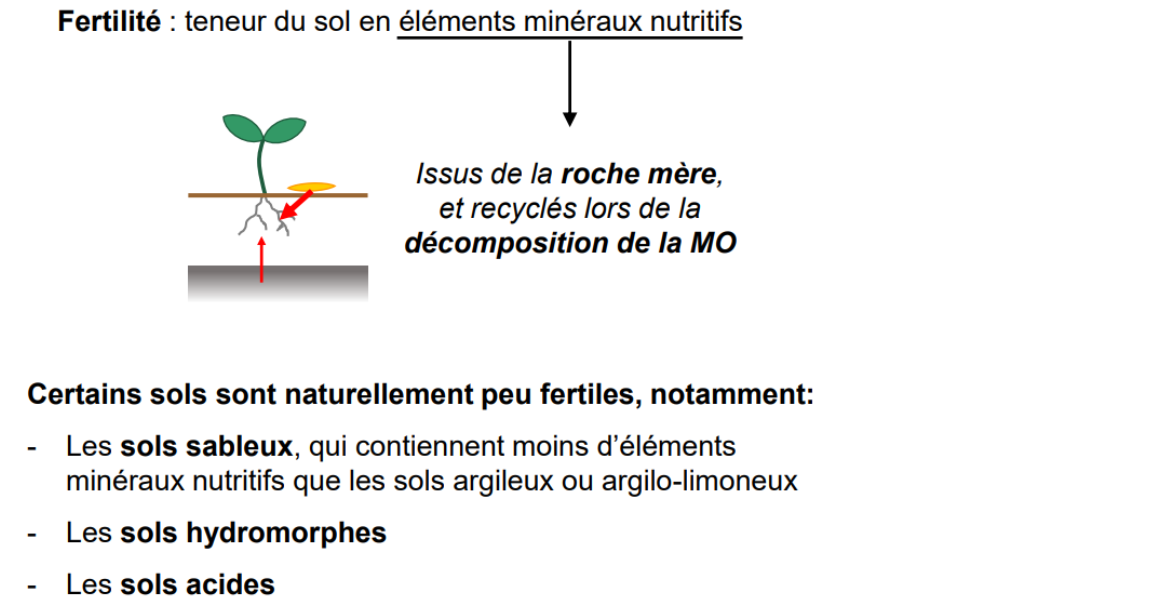 Fertilité : teneur du sol en éléments minéraux nutritifs
Issus de la roche mère,
et recyclés lors de la
décomposition de la MO
Certains sols sont naturellement peu fertiles, notamment:
- Les sols sableux, qui contiennent moins d’éléments
minéraux nutritifs que les sols argileux ou argilo-limoneux
- Les sols hydromorphes
- Les sols acides